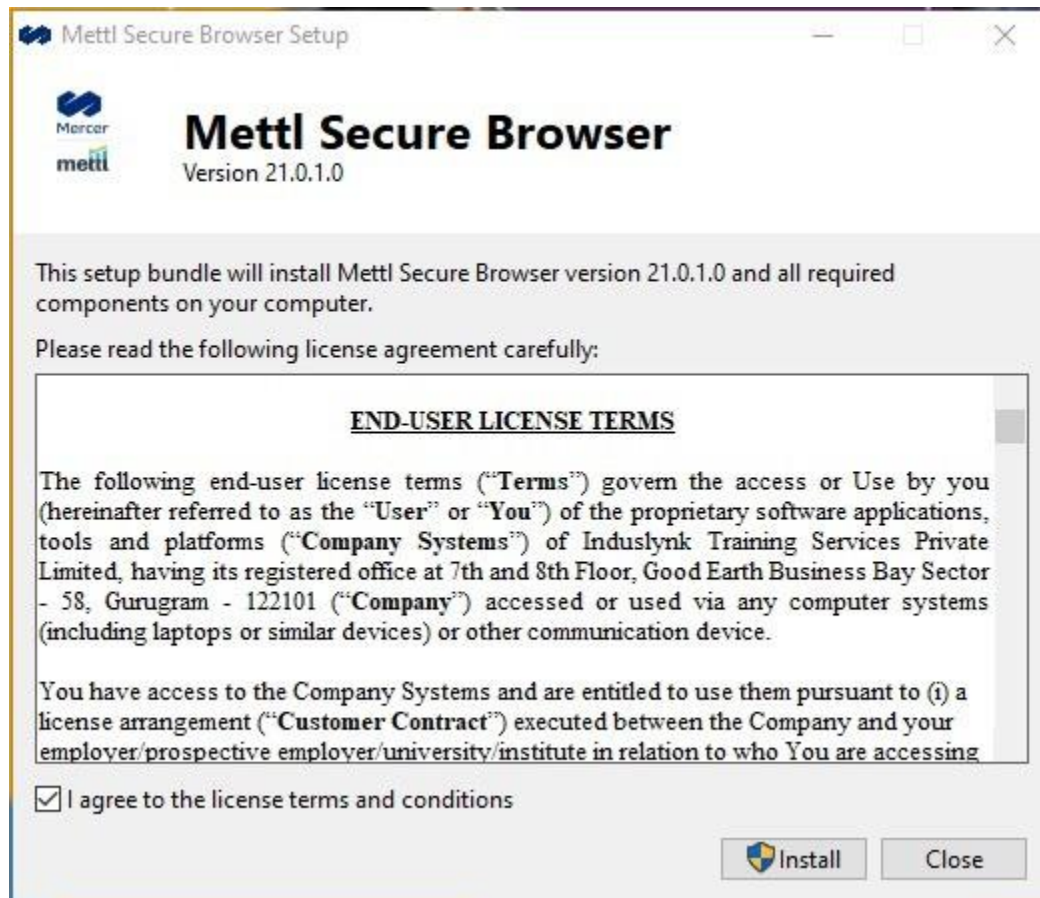 Mettl Secure Browser Setup
Mercer
mettl
Mettl Secure Browser
Version 21.0.1.0
This setup bundle will install Mettl Secure Browser version 21.0.1.0 and all required
components on your computer.
Please read the following license agreement carefully:
END-USER LICENSE TERMS
The following end-user license terms (“Terms”) govern the access or Use by you
(hereinafter referred to as the “User” or “You”) of the proprietary software applications,
tools and platforms (“Company Systems”) of Induslynk Training Services Private
Limited, having its registered office at 7th and 8th Floor, Good Earth Business Bay Sector
- 58, Gurugram - 122101 (“Company”) accessed or used via any computer systems
(including laptops or similar devices) or other communication device.
You have access to the Company Systems and are entitled to use them pursuant to (i) a
license arrangement (“Customer Contract”) executed between the Company and your
employer/prospective employer/university/institute in relation to who You are accessing
I agree to the license terms and conditions
Install
Close